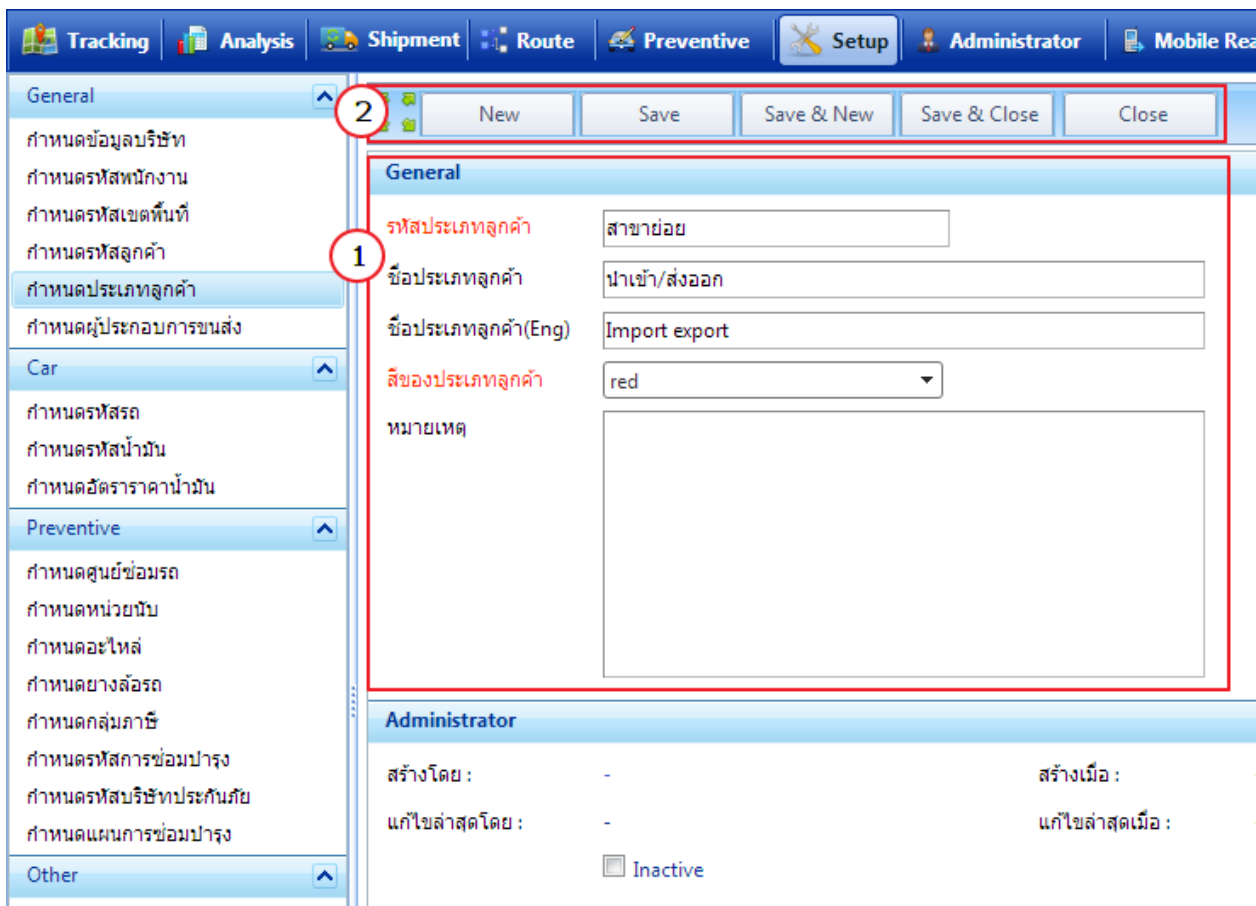 Tracking Analysis Shipment Route Preventive Setup Administrator Mobile Rea
General
กำหนดข้อมูลบริษัท
กำหนดรหัสพนักงาน
กำหนดรหัสเขตพื้นที่
กำหนดรหัสลูกค้า
กำหนดประเภทลูกค้า
กำหนดผู้ประกอบการขนส่ง
Car
กำหนดรหัสรถ
กำหนดรหัสน้ำมัน
กำหนดอัตราราคาน้ำมัน
Preventive
กำหนดศูนย์ซ่อมรถ
กำหนดหน่วยนับ
กำหนดอะไหล่
กำหนดยางล้อรถ
กำหนดกลุ่มภาษี
กำหนดรหัสการซ่อมบำรุง
กำหนดรหัสบริษัทประกันภัย
กำหนดแผนการซ่อมบำรุง
Other
2 New Save Save & New Save & Close Close
General
รหัสประเภทลูกค้า สาขาย่อย
1
ชื่อประเภทลูกค้า นำเข้า/ส่งออก
ชื่อประเภทลูกค้า(Eng) Import export
สีของประเภทลูกค้า red
หมายเหตุ
Administrator
สร้างโดย : - สร้างเมื่อ :
แก้ไขล่าสุดโดย : - แก้ไขล่าสุดเมื่อ :
Inactive